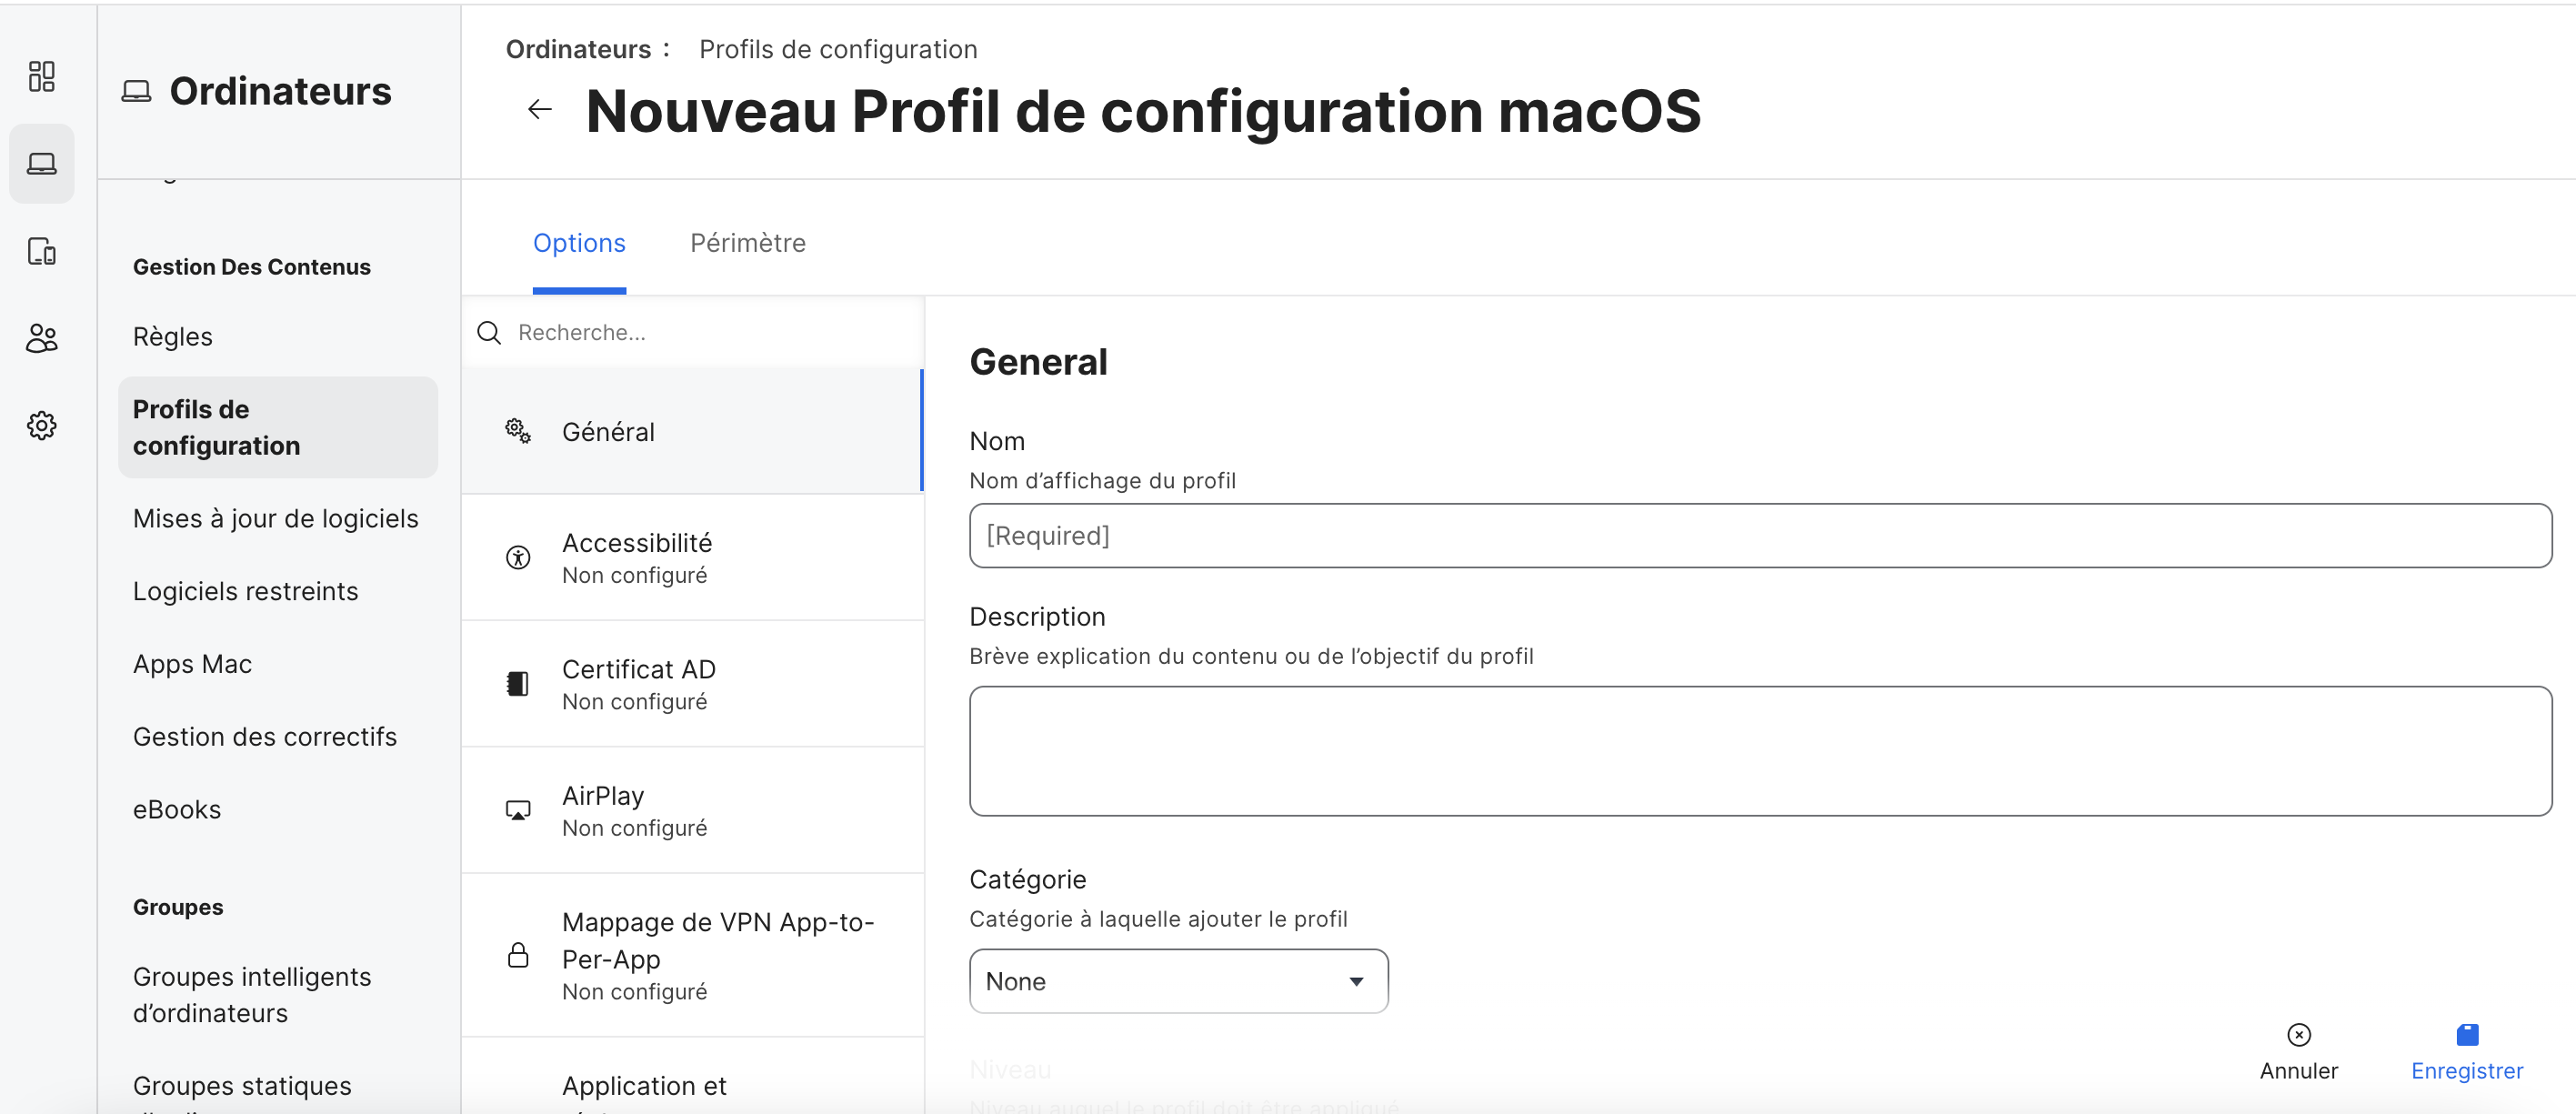 Ordinateurs
Gestion Des Contenus
Règles
Profils de
configuration
Mises à jour de logiciels
Logiciels restreints
Apps Mac
Gestion des correctifs
eBooks
Groupes
Groupes intelligents
d’ordinateurs
Groupes statiques
Ordinateurs : Profils de configuration
Nouveau Profil de configuration macOS
Options Périmètre
Recherche...
Général
Accessibilité
Non configuré
Certificat AD
Non configuré
AirPlay
Non configuré
Mappage de VPN App-to-
Per-App
Non configuré
Application et
General
Nom
Nom d’affichage du profil
[Required]
Description
Brève explication du contenu ou de l’objectif du profil
Catégorie
Catégorie à laquelle ajouter le profil
None
Niveau
Niveau auquel le profil doit être appliqué
Annuler
Enregistrer